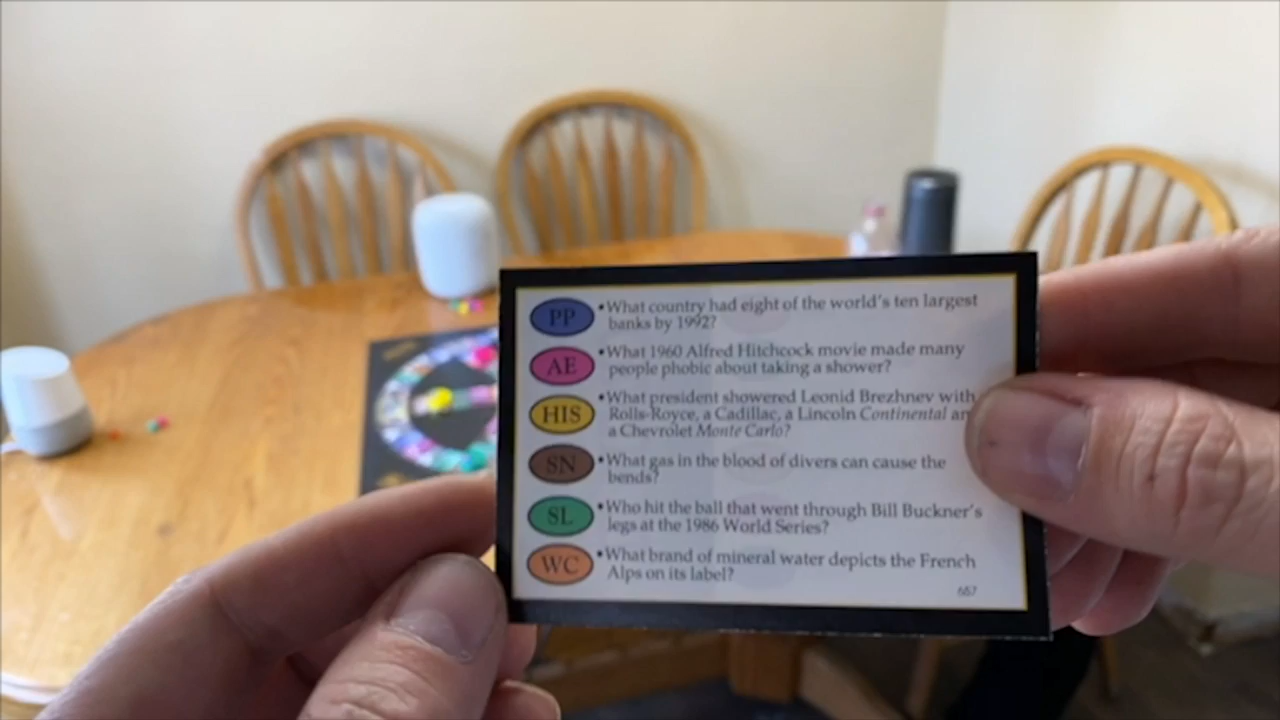 PP •What country had eight of the world's ten largest
banks by 1992?
AE •What 1960 Alfred Hitchcock movie made many
people phobic about taking a shower?
HIS •What president showered Leonid Brezhnev with
Rolls-Royce, a Cadillac, a Lincoln Continental an
a Chevrolet Monte Carlo?
SN •What gas in the blood of divers can cause the
bends?
SL •Who hit the ball that went through Bill Buckner's
legs at the 1986 World Series?
WC •What brand of mineral water depicts the French
Alps on its label?
687